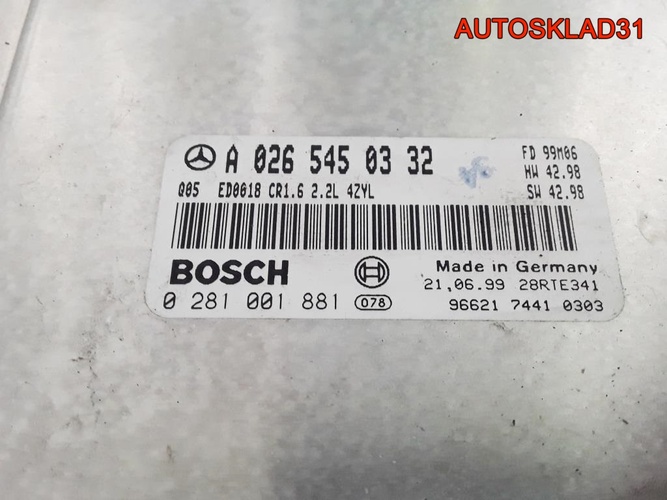 AUTOSKLAD31
A 026 545 03 32
FD 99M06
HW 42.98
Q05 ED0018 CR1.6 2.2L 4ZYL
SW 42.98
BOSCH
Made in Germany
0 281 001 881 078
21,06.99 28RTE341
96621 7441 0303